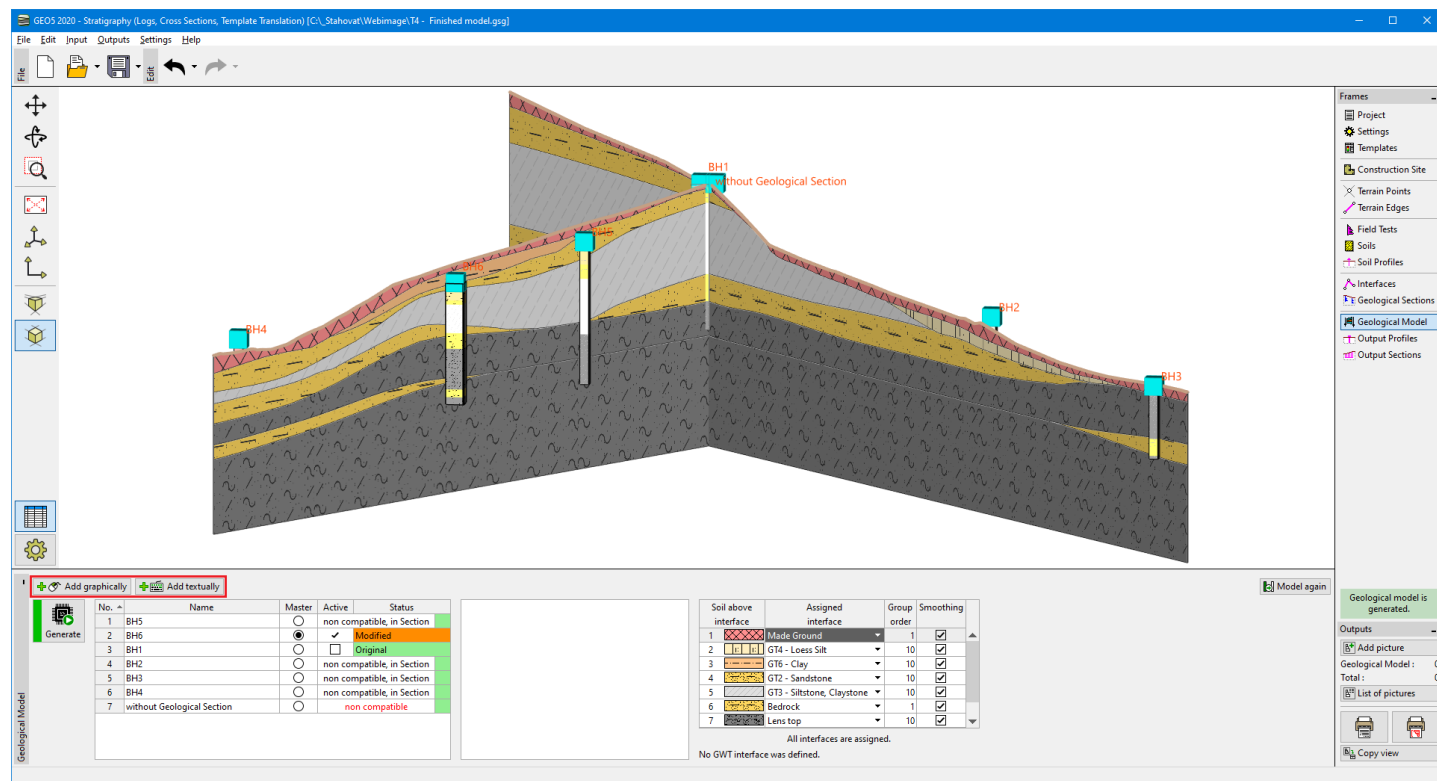 GEO5 2020 - Stratigraphy (Logs, Cross Sections, Template Translation) [C:\_Stahovat\Webimage\T4 - Finished model.gsg]
File Edit Input Outputs Settings Help
File
Edit
BH1
without Geological Section
BH5
BH6
BH4
BH2
BH3
Frames
Project
Settings
Templates
Construction Site
Terrain Points
Terrain Edges
Field Tests
Soils
Soil Profiles
Interfaces
Geological Sections
Geological Model
Output Profiles
Output Sections
Geological model is
generated.
Outputs
Add picture
Geological Model : 0
Total : 0
List of pictures
Copy view
Geological Model
Add graphically Add textually
Model again
Generate
No. Name Master Active Status
1 BH5 non compatible, in Section
2 BH6 Modified
3 BH1 Original
4 BH2 non compatible, in Section
5 BH3 non compatible, in Section
6 BH4 non compatible, in Section
7 without Geological Section non compatible
Soil above Assigned Group Smoothing
interface interface order
1 Made Ground 1
2 GT4 - Loess Silt 10
3 GT6 - Clay 10
4 GT2 - Sandstone 10
5 GT3 - Siltstone, Claystone 10
6 Bedrock 1
7 Lens top 10
All interfaces are assigned.
No GWT interface was defined.